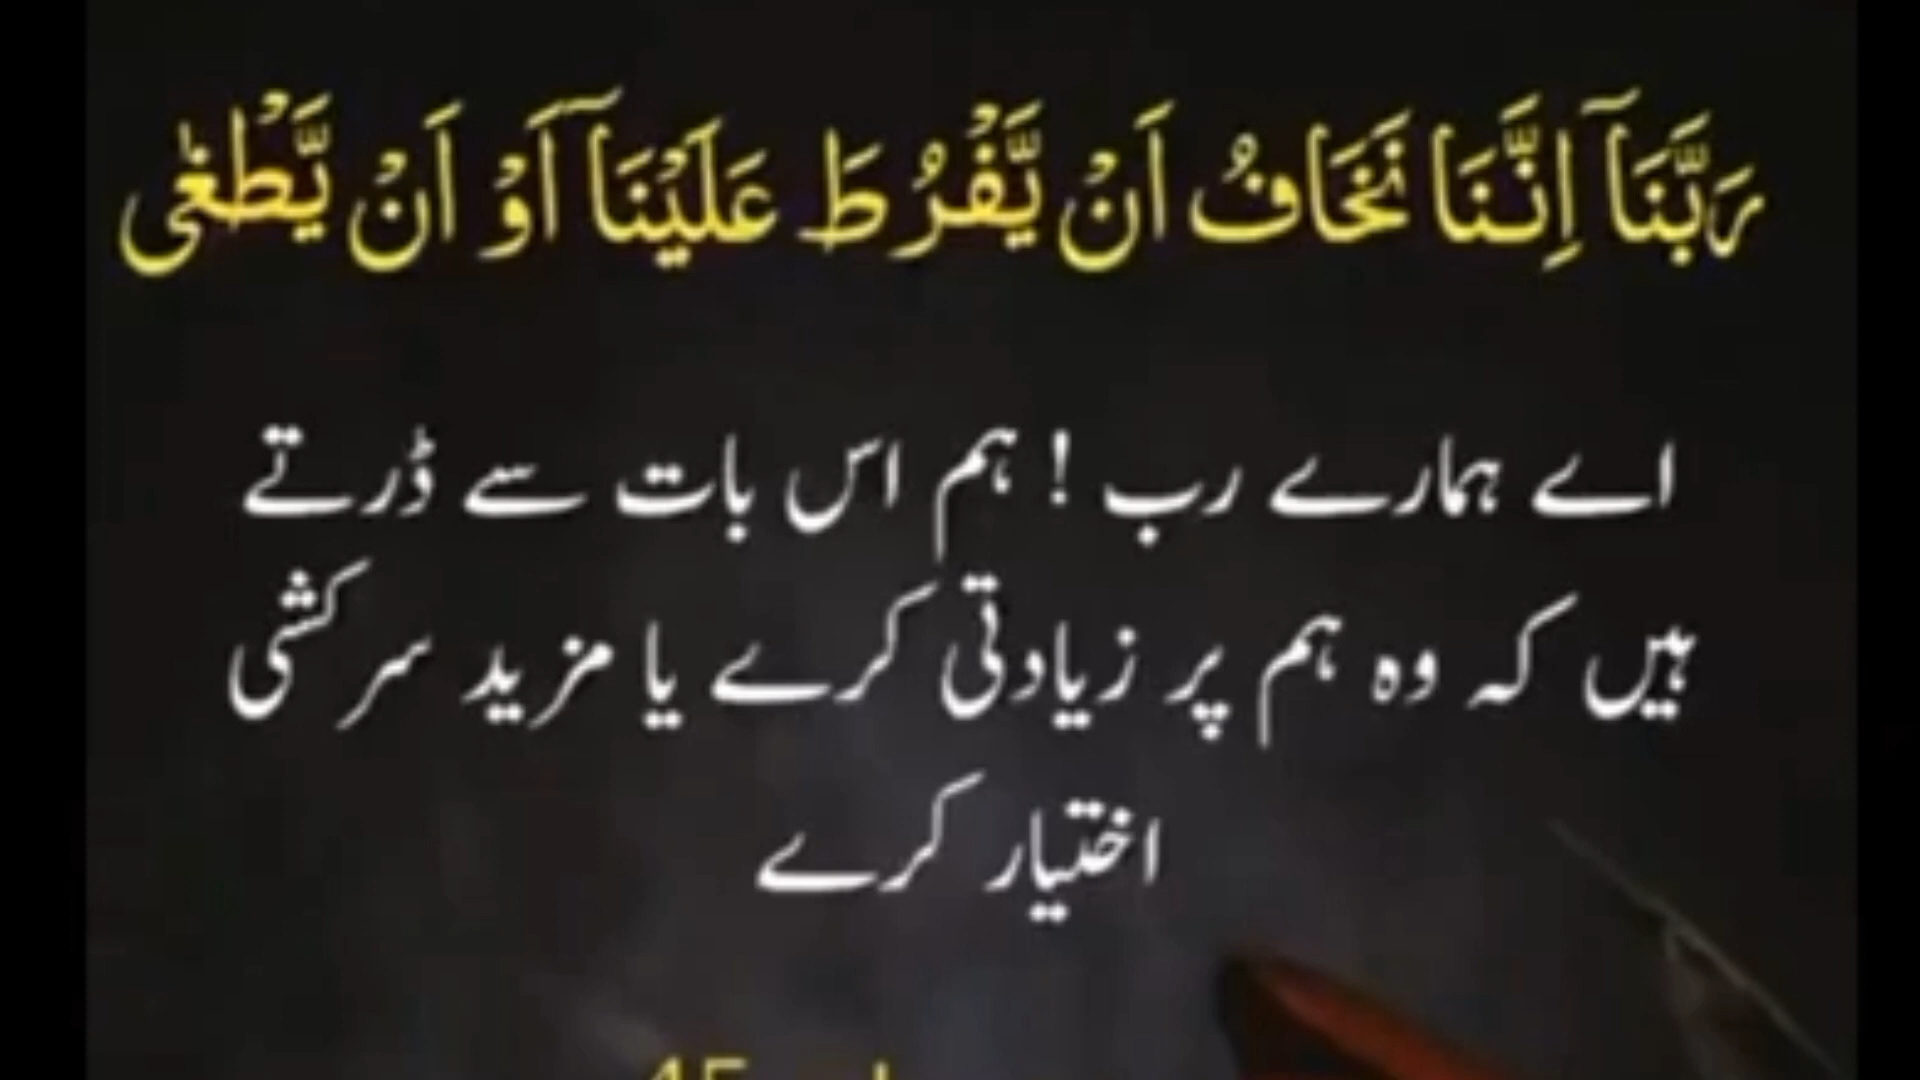 رَبَّنَاۤ اِنَّنَا نَخَافُ اَنْ يَّفْرُطَ عَلَيْنَاۤ اَوْ اَنْ يَّطْغٰى
اے ہمارے رب ! ہم اس بات سے ڈرتے
ہیں کہ وہ ہم پر زیادتی کرے یا مزید سرکشی
اختیار کرے